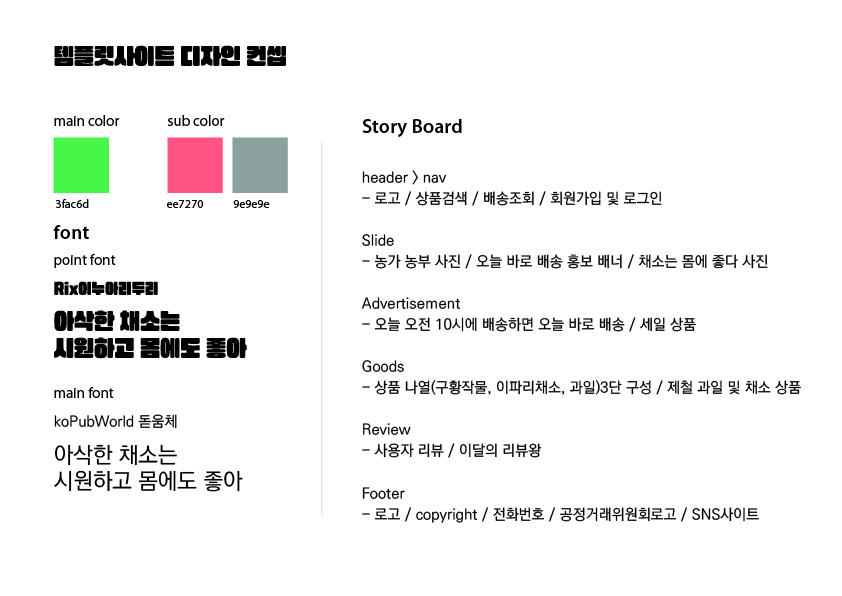 템플릿사이트 디자인 컨셉
main color
sub color
3fac6d
ee7270
9e9e9e
font
point font
Rix이누아리두리
아삭한 채소는
시원하고 몸에도 좋아
main font
koPubWorld 돋움체
아삭한 채소는
시원하고 몸에도 좋아
Story Board
header > nav
- 로고 / 상품검색 / 배송조회 / 회원가입 및 로그인
Slide
- 농가 농부 사진 / 오늘 바로 배송 홍보 배너 / 채소는 몸에 좋다 사진
Advertisement
- 오늘 오전 10시에 배송하면 오늘 바로 배송 / 세일 상품
Goods
- 상품 나열(구황작물, 이파리채소, 과일)3단 구성 / 제철 과일 및 채소 상품
Review
- 사용자 리뷰 / 이달의 리뷰왕
Footer
- 로고 / copyright / 전화번호 / 공정거래위원회로고 / SNS사이트